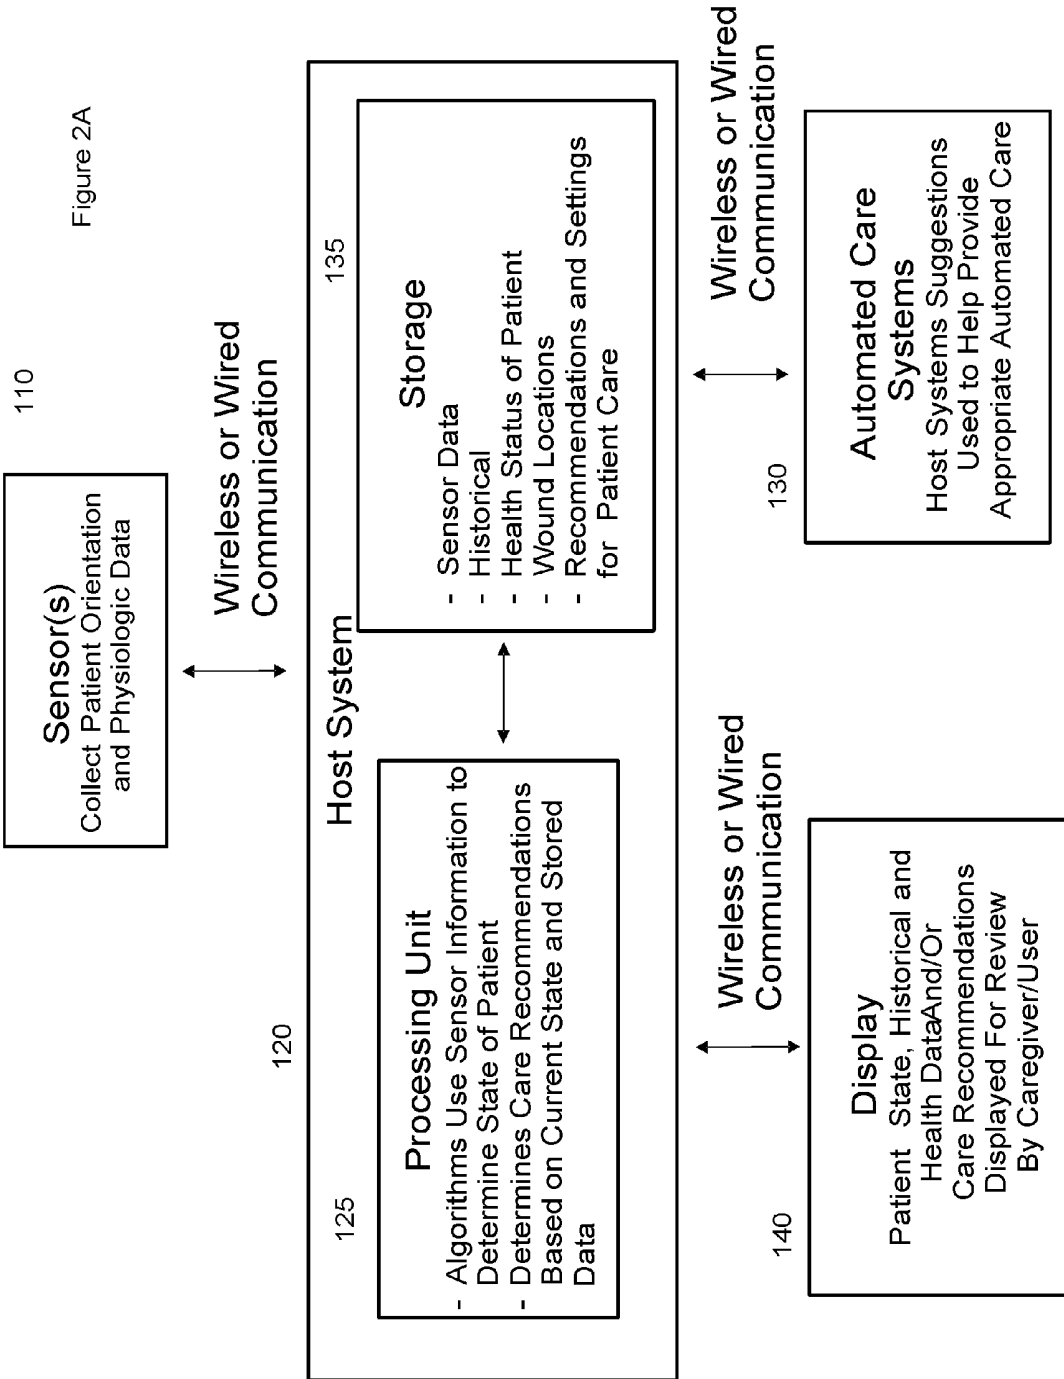 Figure 2A
110
Sensor(s)
Collect Patient Orientation
and Physiologic Data
Wireless or Wired
Communication
120
Host System
125
Processing Unit
- Algorithms Use Sensor Information to
Determine State of Patient
- Determines Care Recommendations
Based on Current State and Stored
Data
135
Storage
- Sensor Data
- Historical
- Health Status of Patient
- Wound Locations
- Recommendations and Settings
for Patient Care
Wireless or Wired
Communication
140
Display
Patient State, Historical and
Health DataAnd/Or
Care Recommendations
Displayed For Review
By Caregiver/User
Wireless or Wired
Communication
130
Automated Care
Systems
Host Systems Suggestions
Used to Help Provide
Appropriate Automated Care